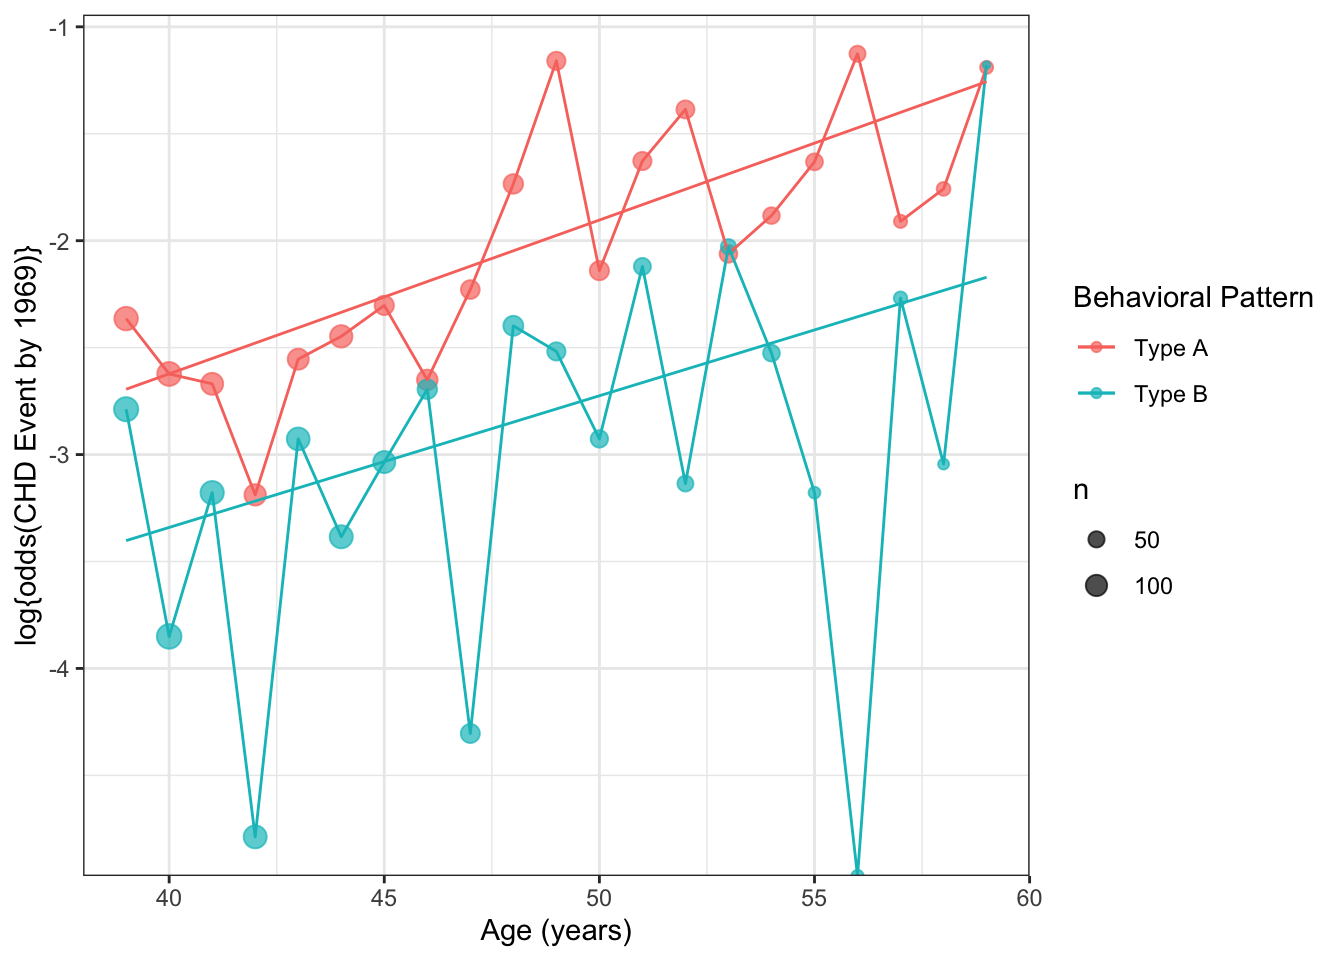 -1
-2
-3
-4
40
45
50
55
60
Age (years)
log{odds(CHD Event by 1969)}
Behavioral Pattern
Type A
Type B
n
50
100